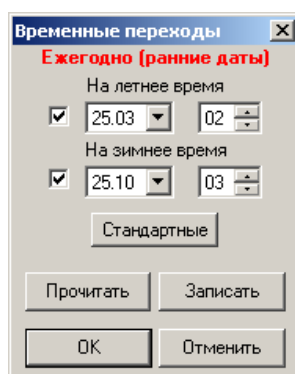 Временные переходы
Ежегодно (ранние даты)
На летнее время
25.03 02
На зимнее время
25.10 03
Стандартные
Прочитать Записать
OK Отменить